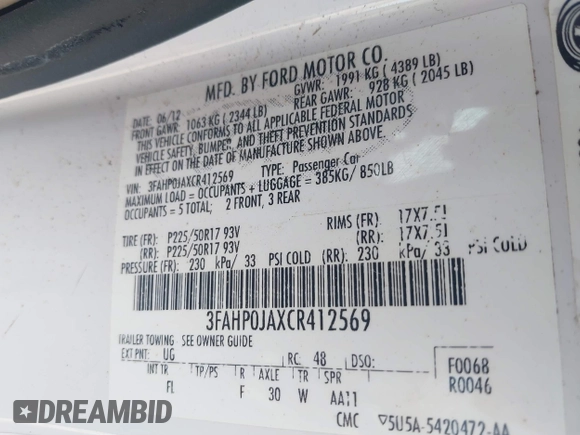 MFD. BY FORD MOTOR CO.
DATE: 06/12 GVWR: 1991 KG ( 4389 LB)
FRONT GAWR: 1063 KG ( 2344 LB) REAR GAWR: 928 KG ( 2045 LB)
THIS VEHICLE CONFORMS TO ALL APPLICABLE FEDERAL MOTOR
VEHICLE SAFETY, BUMPER, AND THEFT PREVENTION STANDARDS
IN EFFECT ON THE DATE OF MANUFACTURE SHOWN ABOVE.
VIN: 3FAHP0JAXCR412569 TYPE: Passenger Car
MAXIMUM LOAD = OCCUPANTS + LUGGAGE = 385KG/ 850LB
OCCUPANTS = 5 TOTAL: 2 FRONT, 3 REAR
TIRE (FR): P225/50R17 93V RIMS (FR): 17X7.5J
(RR): P225/50R17 93V (RR): 17X7.5J
PRESSURE (FR): 230 kPa/ 33 PSI COLD (RR): 230 kPa/ 33 PSI COLD
3FAHP0JAXCR412569
TRAILER TOWING - SEE OWNER GUIDE
EXT PNT: UG RC: 48 DSO: F0068
INT TR TP/PS R AXLE TR SPR R0046
FL F 30 W AA11
CMC ▽5U5A-5420472-AA
DREAMBID